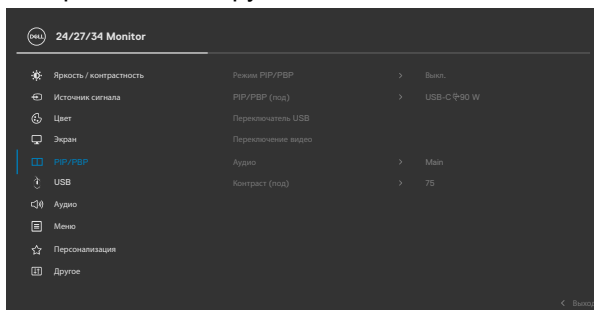 DELL 24/27/34 Monitor
Яркость / контрастность Режим PIP/PBP > Выкл.
Источник сигнала PIP/PBP (под) > USB-C 90 W
Цвет Переключатель USB
Экран Переключение видео
PIP/PBP Аудио > Main
USB Контраст (под) > 75
Аудио
Меню
Персонализация
Другое
< Выход